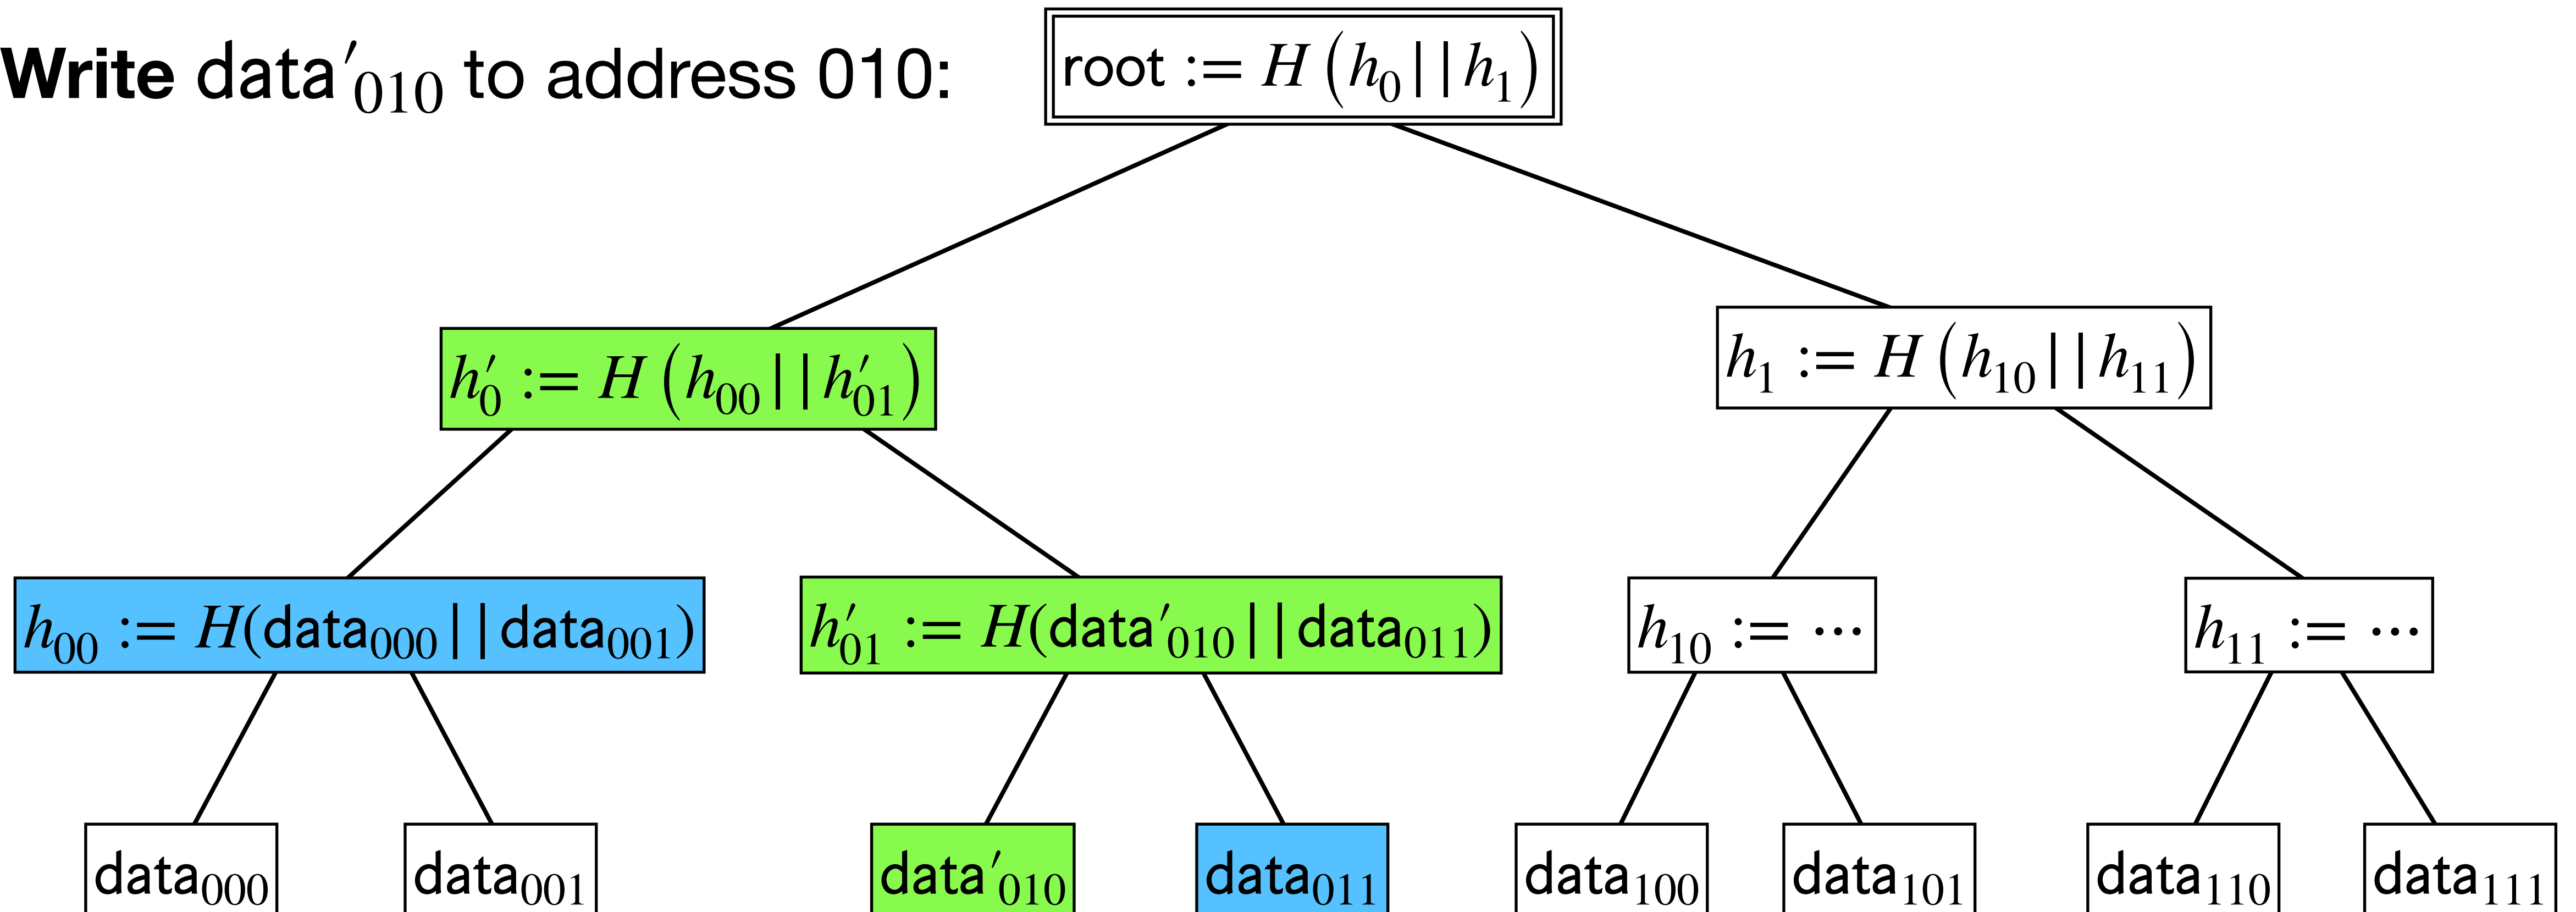 Write data′₀₁₀ to address 010:
root := H (h₀ || h₁)
h′₀ := H (h₀₀ || h′₀₁)
h₁ := H (h₁₀ || h₁₁)
h₀₀ := H(data₀₀₀ || data₀₀₁)
h′₀₁ := H(data′₀₁₀ || data₀₁₁)
h₁₀ := ⋯
h₁₁ := ⋯
data₀₀₀
data₀₀₁
data′₀₁₀
data₀₁₁
data₁₀₀
data₁₀₁
data₁₁₀
data₁₁₁